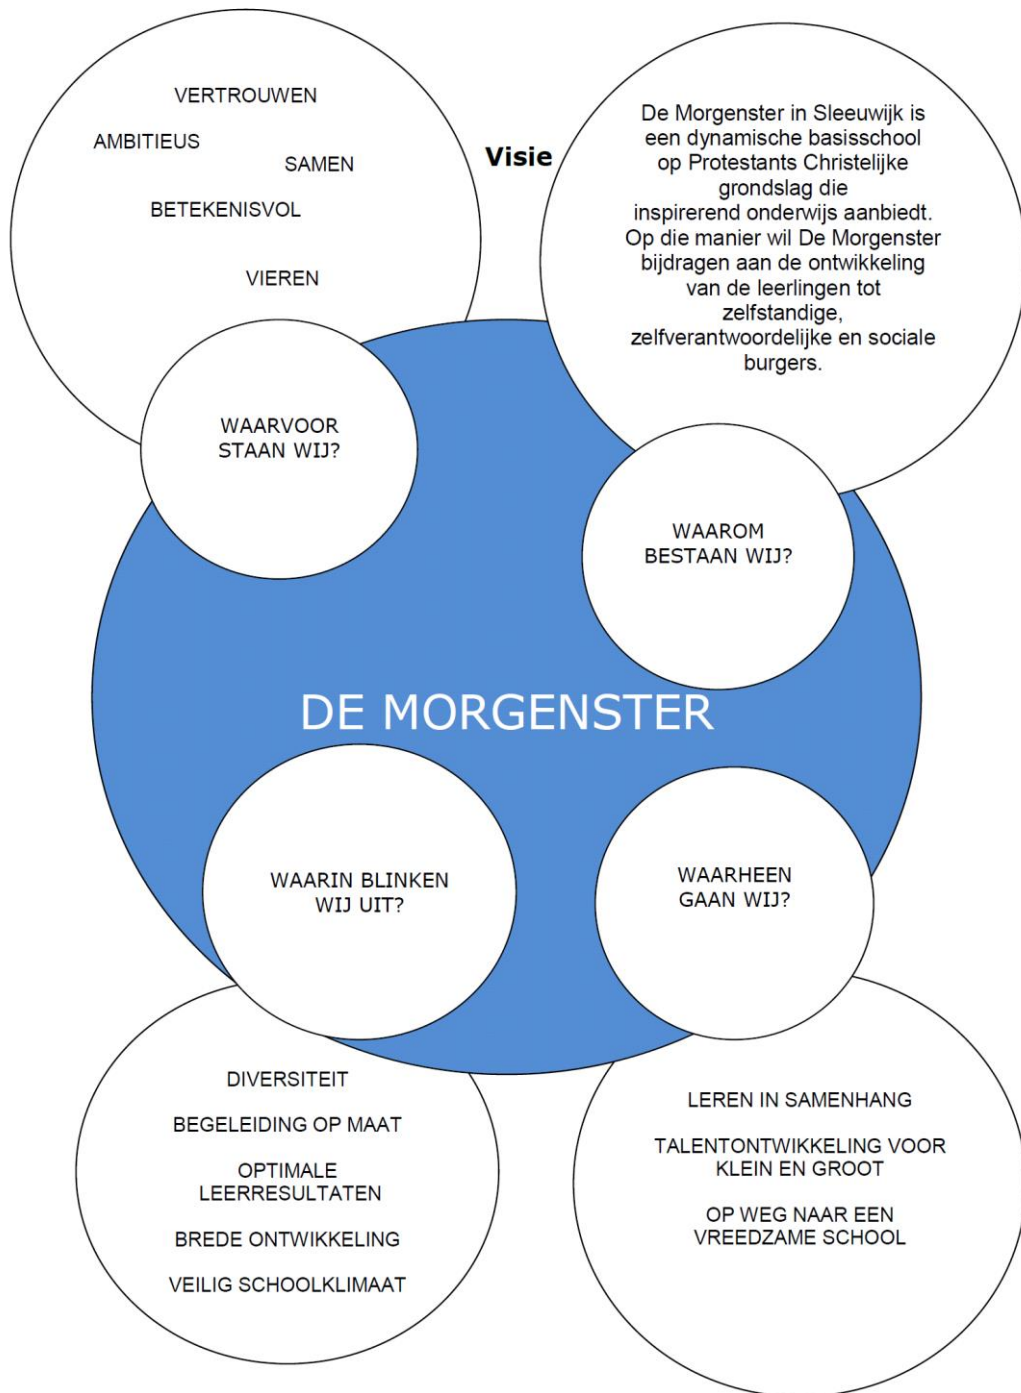 Visie
VERTROUWEN
AMBITIEUS
SAMEN
BETEKENISVOL
VIEREN
WAARVOOR
STAAN WIJ?
De Morgenster in Sleeuwijk is
een dynamische basisschool
op Protestants Christelijke
grondslag die
inspirerend onderwijs aanbiedt.
Op die manier wil De Morgenster
bijdragen aan de ontwikkeling
van de leerlingen tot
zelfstandige,
zelfverantwoordelijke en sociale
burgers.
WAAROM
BESTAAN WIJ?
DE MORGENSTER
WAARIN BLINKEN
WIJ UIT?
DIVERSITEIT
BEGELEIDING OP MAAT
OPTIMALE
LEERRESULTATEN
BREDE ONTWIKKELING
VEILIG SCHOOLKLIMAAT
WAARHEEN
GAAN WIJ?
LEREN IN SAMENHANG
TALENTONTWIKKELING VOOR
KLEIN EN GROOT
OP WEG NAAR EEN
VREEDZAME SCHOOL